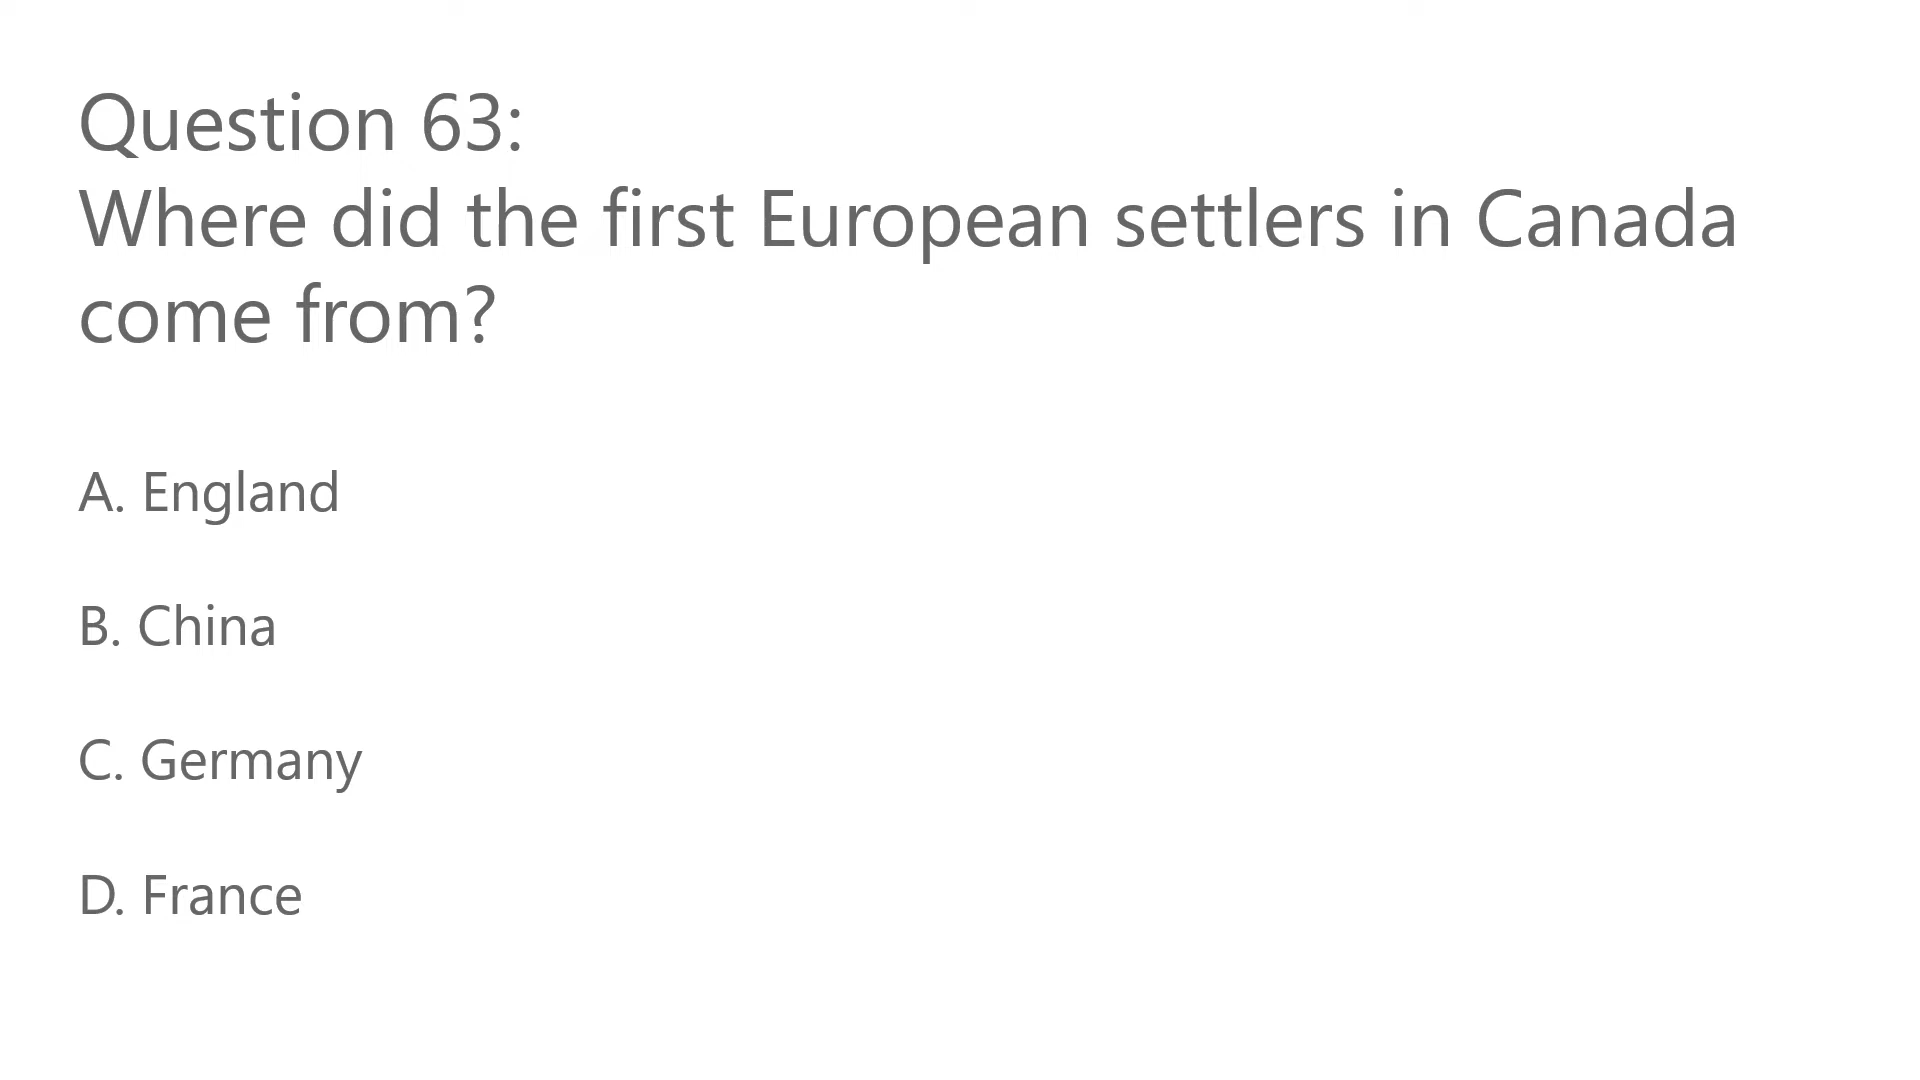 Question 63:
Where did the first European settlers in Canada
come from?
A. England
B. China
C. Germany
D. France